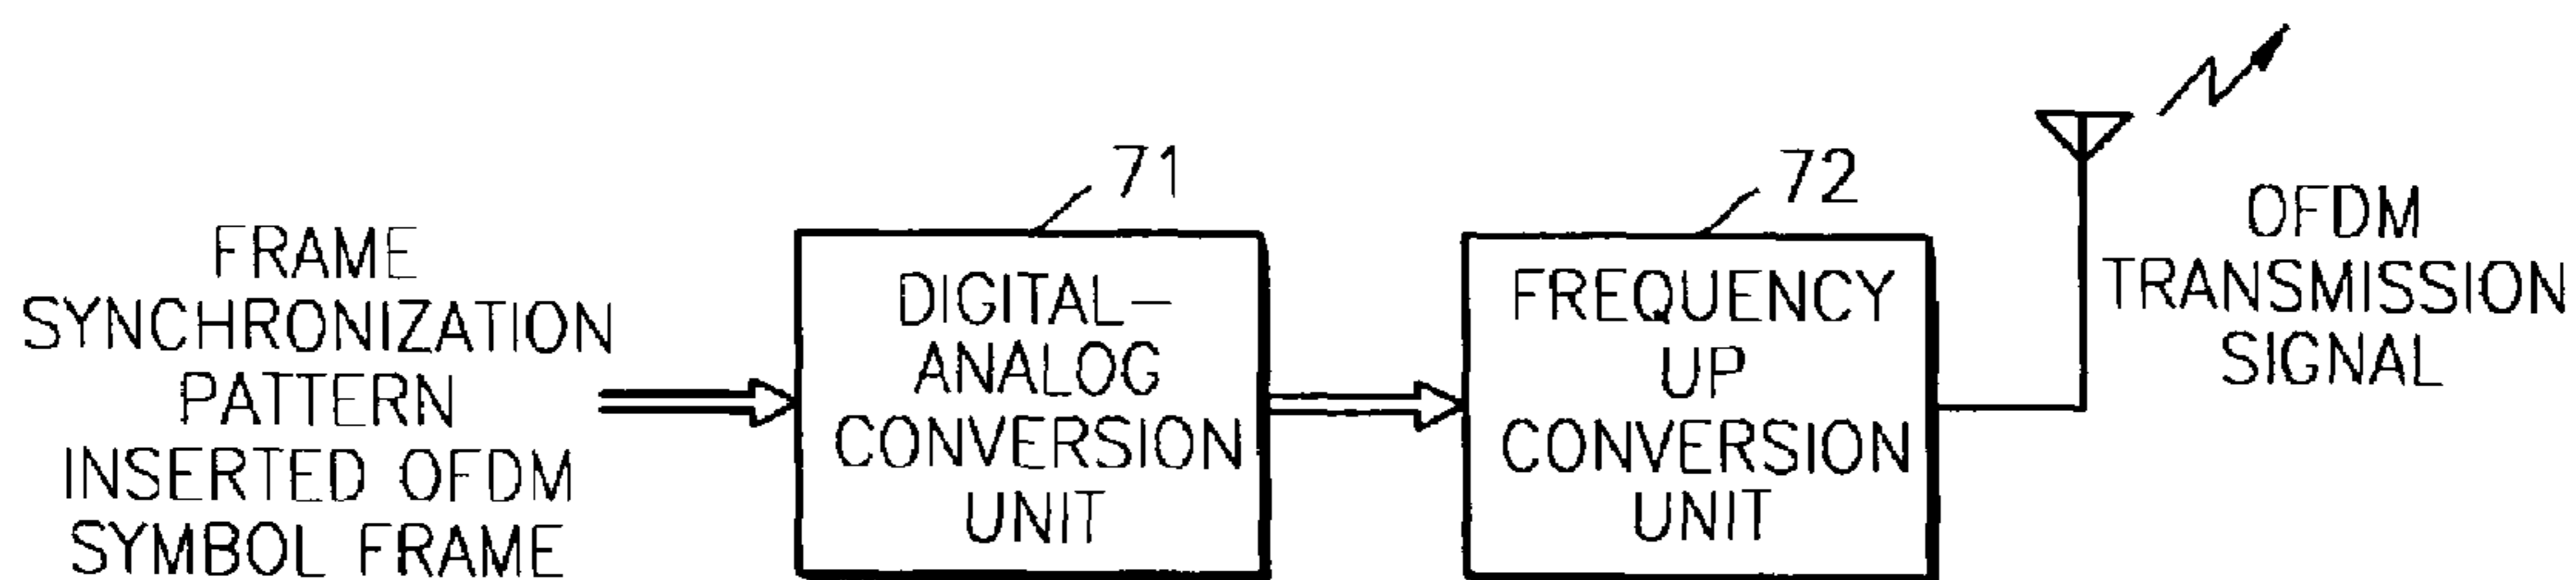 FRAME
SYNCHRONIZATION
PATTERN
INSERTED OFDM
SYMBOL FRAME
71
DIGITAL-
ANALOG
CONVERSION
UNIT
72
FREQUENCY
UP
CONVERSION
UNIT
OFDM
TRANSMISSION
SIGNAL